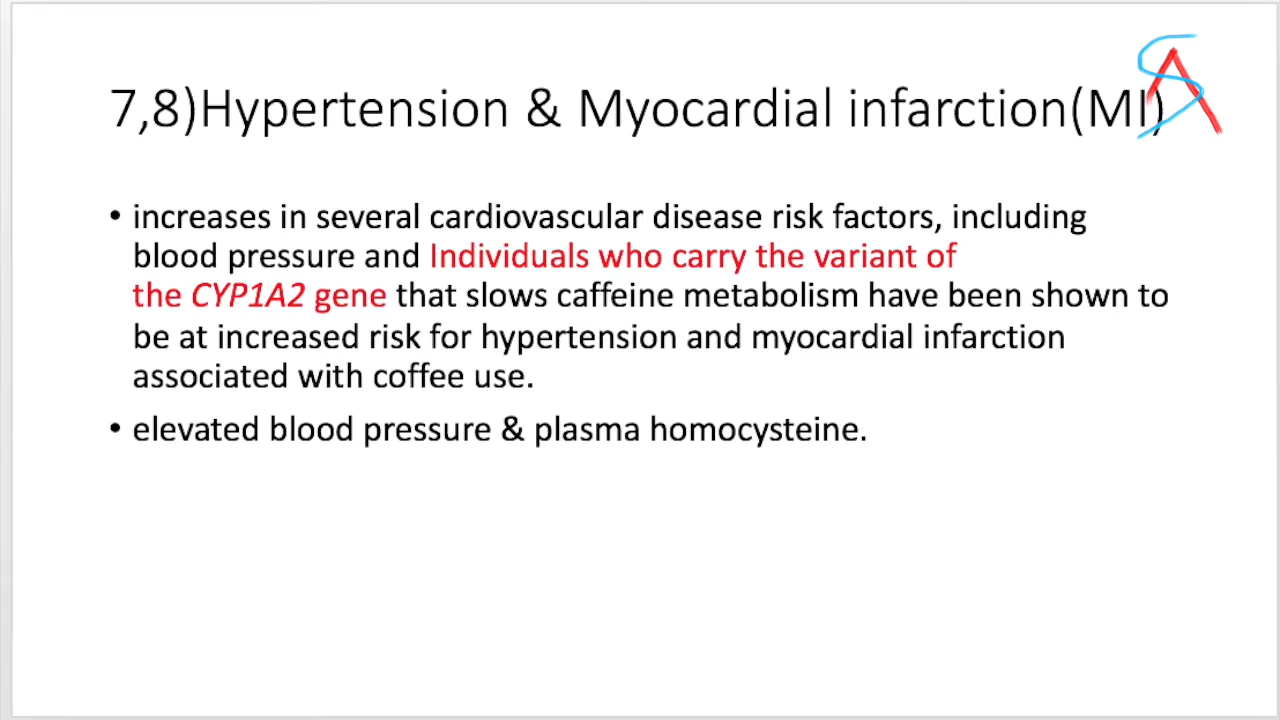 7,8)Hypertension & Myocardial infarction(MI)
• increases in several cardiovascular disease risk factors, including
blood pressure and Individuals who carry the variant of
the CYP1A2 gene that slows caffeine metabolism have been shown to
be at increased risk for hypertension and myocardial infarction
associated with coffee use.
• elevated blood pressure & plasma homocysteine.